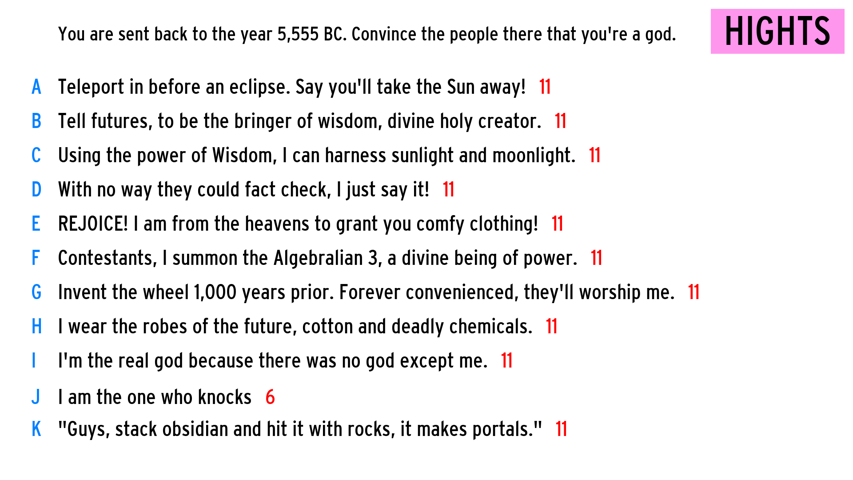 You are sent back to the year 5,555 BC. Convince the people there that you're a god.
HIGHTS
A Teleport in before an eclipse. Say you'll take the Sun away! 11
B Tell futures, to be the bringer of wisdom, divine holy creator. 11
C Using the power of Wisdom, I can harness sunlight and moonlight. 11
D With no way they could fact check, I just say it! 11
E REJOICE! I am from the heavens to grant you comfy clothing! 11
F Contestants, I summon the Algebralian 3, a divine being of power. 11
G Invent the wheel 1,000 years prior. Forever convenienced, they'll worship me. 11
H I wear the robes of the future, cotton and deadly chemicals. 11
I I'm the real god because there was no god except me. 11
J I am the one who knocks 6
K "Guys, stack obsidian and hit it with rocks, it makes portals." 11